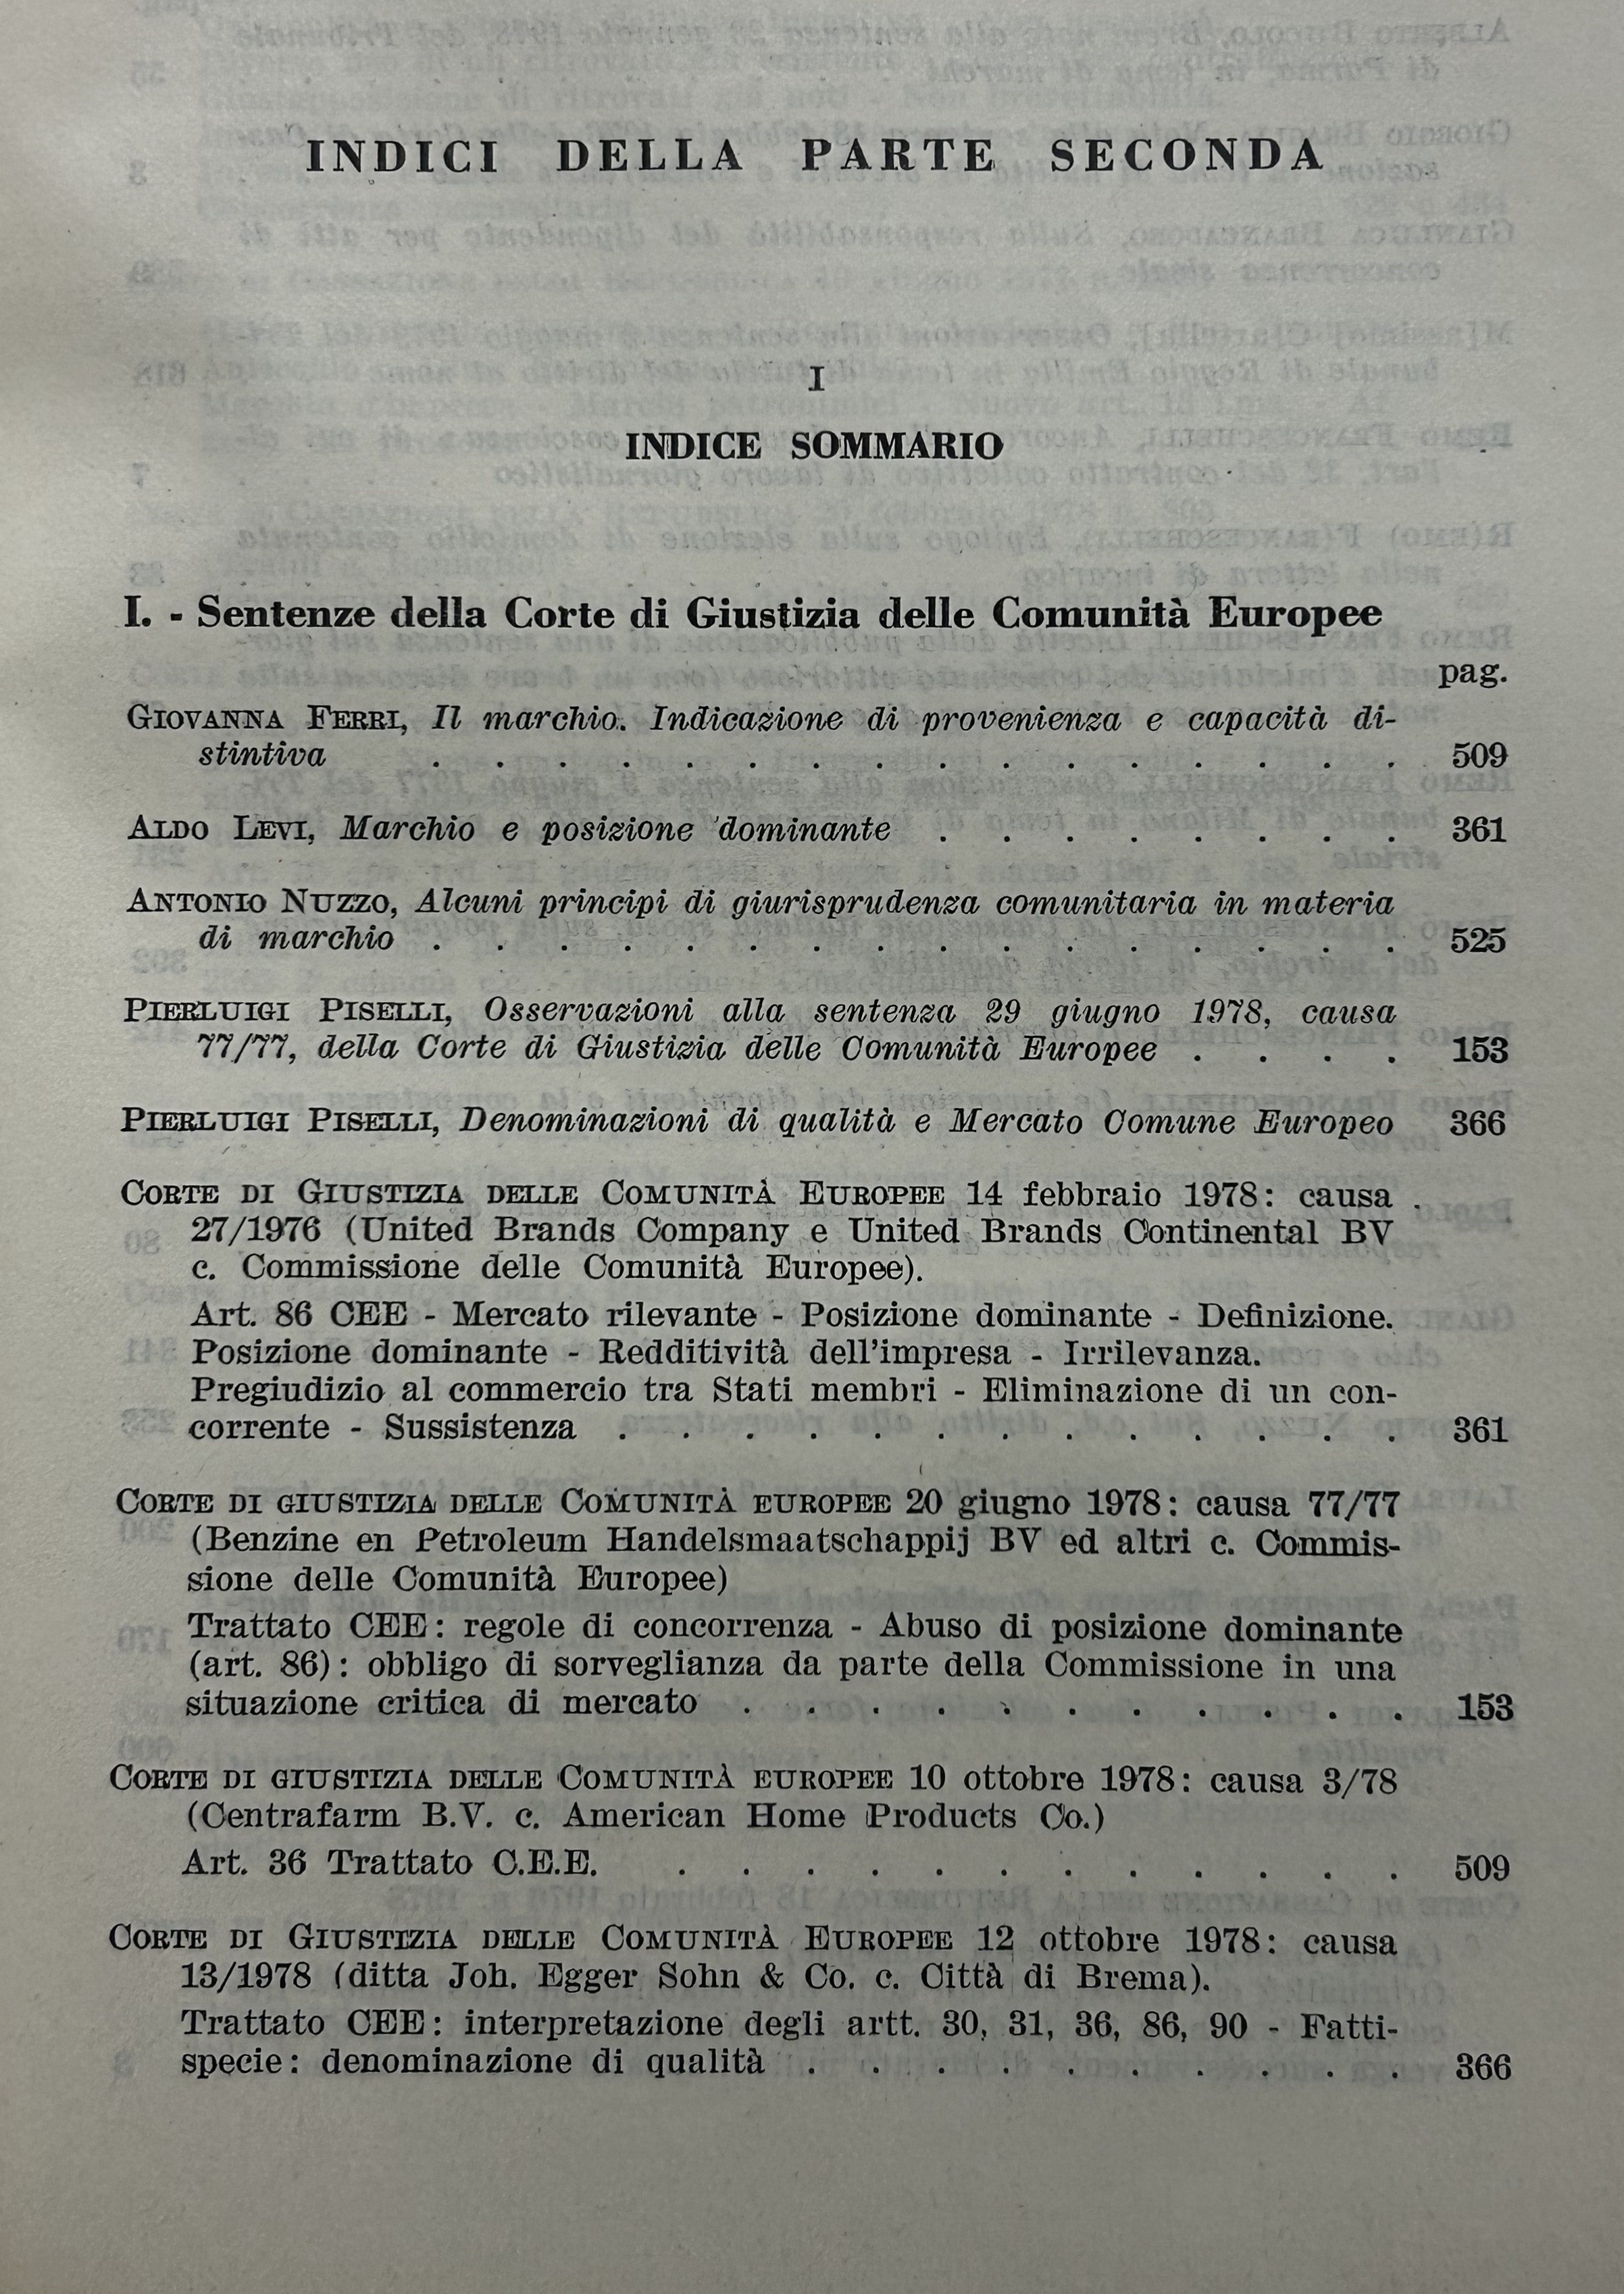 INDICI DELLA PARTE SECONDA
I
INDICE SOMMARIO
I. - Sentenze della Corte di Giustizia delle Comunità Europee
pag.
GIOVANNA FERRI, Il marchio. Indicazione di provenienza e capacità di-
stintiva . . . . . . . . . . . . . . . . 509
ALDO LEVI, Marchio e posizione dominante . . . . . . . . 361
ANTONIO NUZZO, Alcuni principi di giurisprudenza comunitaria in materia
di marchio . . . . . . . . . . . . . . . . 525
PIERLUIGI PISELLI, Osservazioni alla sentenza 29 giugno 1978, causa
77/77, della Corte di Giustizia delle Comunità Europee . . . . 153
PIERLUIGI PISELLI, Denominazioni di qualità e Mercato Comune Europeo 366
CORTE DI GIUSTIZIA DELLE COMUNITÀ EUROPEE 14 febbraio 1978: causa
27/1976 (United Brands Company e United Brands Continental BV
c. Commissione delle Comunità Europee).
Art. 86 CEE - Mercato rilevante - Posizione dominante - Definizione.
Posizione dominante - Redditività dell'impresa - Irrilevanza.
Pregiudizio al commercio tra Stati membri - Eliminazione di un con-
corrente - Sussistenza . . . . . . . . . . . . . 361
CORTE DI GIUSTIZIA DELLE COMUNITÀ EUROPEE 20 giugno 1978: causa 77/77
(Benzine en Petroleum Handelsmaatschappij BV ed altri c. Commis-
sione delle Comunità Europee)
Trattato CEE: regole di concorrenza - Abuso di posizione dominante
(art. 86): obbligo di sorveglianza da parte della Commissione in una
situazione critica di mercato . . . . . . . . . . . 153
CORTE DI GIUSTIZIA DELLE COMUNITÀ EUROPEE 10 ottobre 1978: causa 3/78
(Centrafarm B.V. c. American Home Products Co.)
Art. 36 Trattato C.E.E. . . . . . . . . . . . . 509
CORTE DI GIUSTIZIA DELLE COMUNITÀ EUROPEE 12 ottobre 1978: causa
13/1978 (ditta Joh. Egger Sohn & Co. c. Città di Brema).
Trattato CEE: interpretazione degli artt. 30, 31, 36, 86, 90 - Fatti-
specie: denominazione di qualità . . . . . . . . . . 366